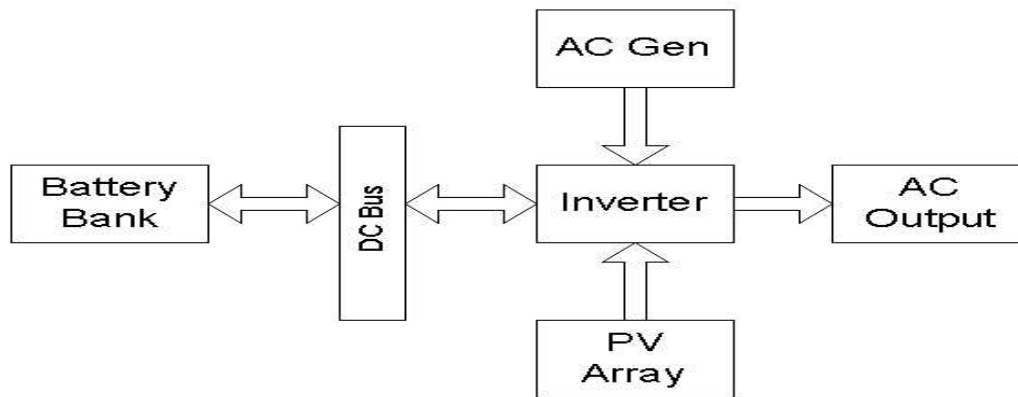 AC Gen
Battery
Bank
DC Bus
Inverter
AC
Output
PV
Array